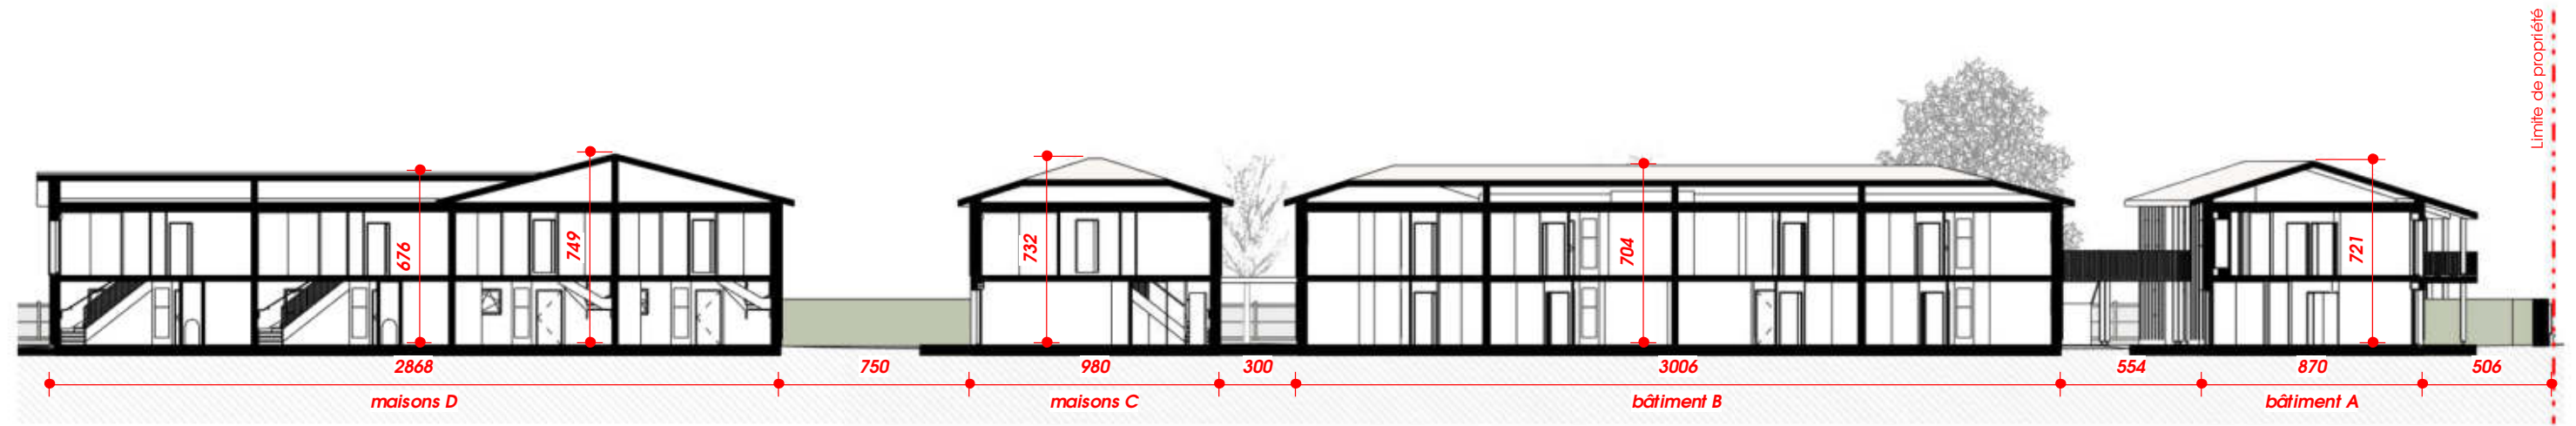 Limite de propriété
676
749
732
704
721
2868
750
980
300
3006
554
870
506
maisons D
maisons C
bâtiment B
bâtiment A